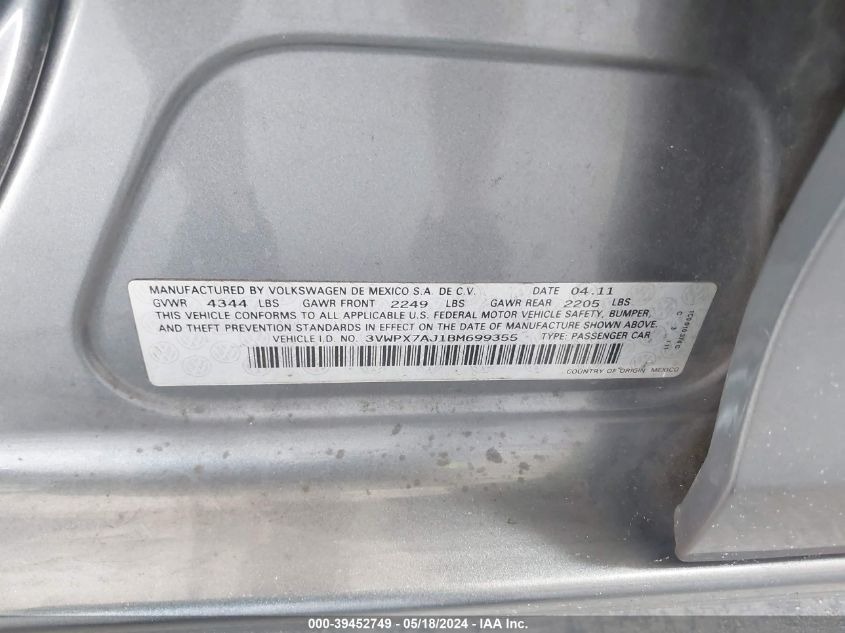 MANUFACTURED BY VOLKSWAGEN DE MEXICO S.A. DE C.V. DATE 04.11
GVWR 4344 LBS GAWR FRONT 2249 LBS GAWR REAR 2205 LBS
THIS VEHICLE CONFORMS TO ALL APPLICABLE U.S. FEDERAL MOTOR VEHICLE SAFETY, BUMPER,
AND THEFT PREVENTION STANDARDS IN EFFECT ON THE DATE OF MANUFACTURE SHOWN ABOVE.
VEHICLE I.D. NO. 3VWPX7AJ1BM699355 TYPE: PASSENGER CAR
COUNTRY OF ORIGIN: MEXICO
000-39452749 - 05/18/2024 - IAA Inc.